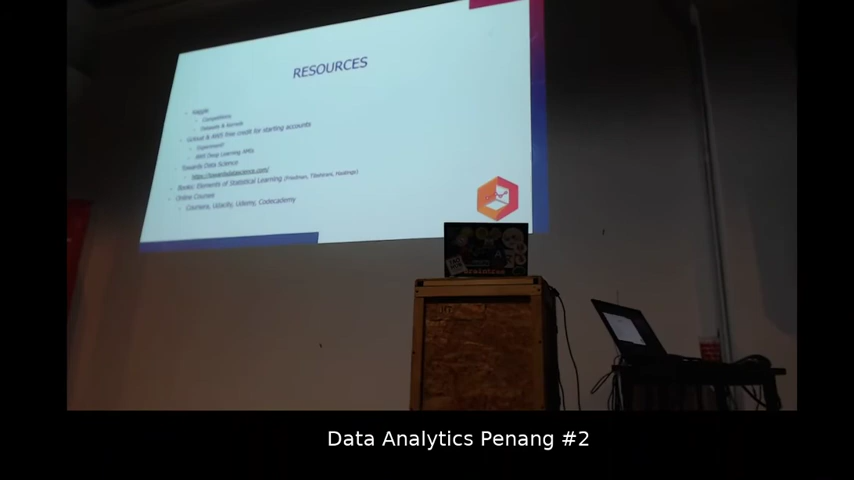 RESOURCES
Kaggle
Competitions
Datasets & Kernels
Gcloud & AWS free credit for starting accounts
Experiment!
AWS Deep Learning AMIs
Towards Data Science
https://towardsdatascience.com/
Books: Elements of Statistical Learning (Friedman, Tibshirani, Hastings)
Online Courses
Coursera, Udacity, Udemy, Codecademy
Braintree
Data Analytics Penang #2